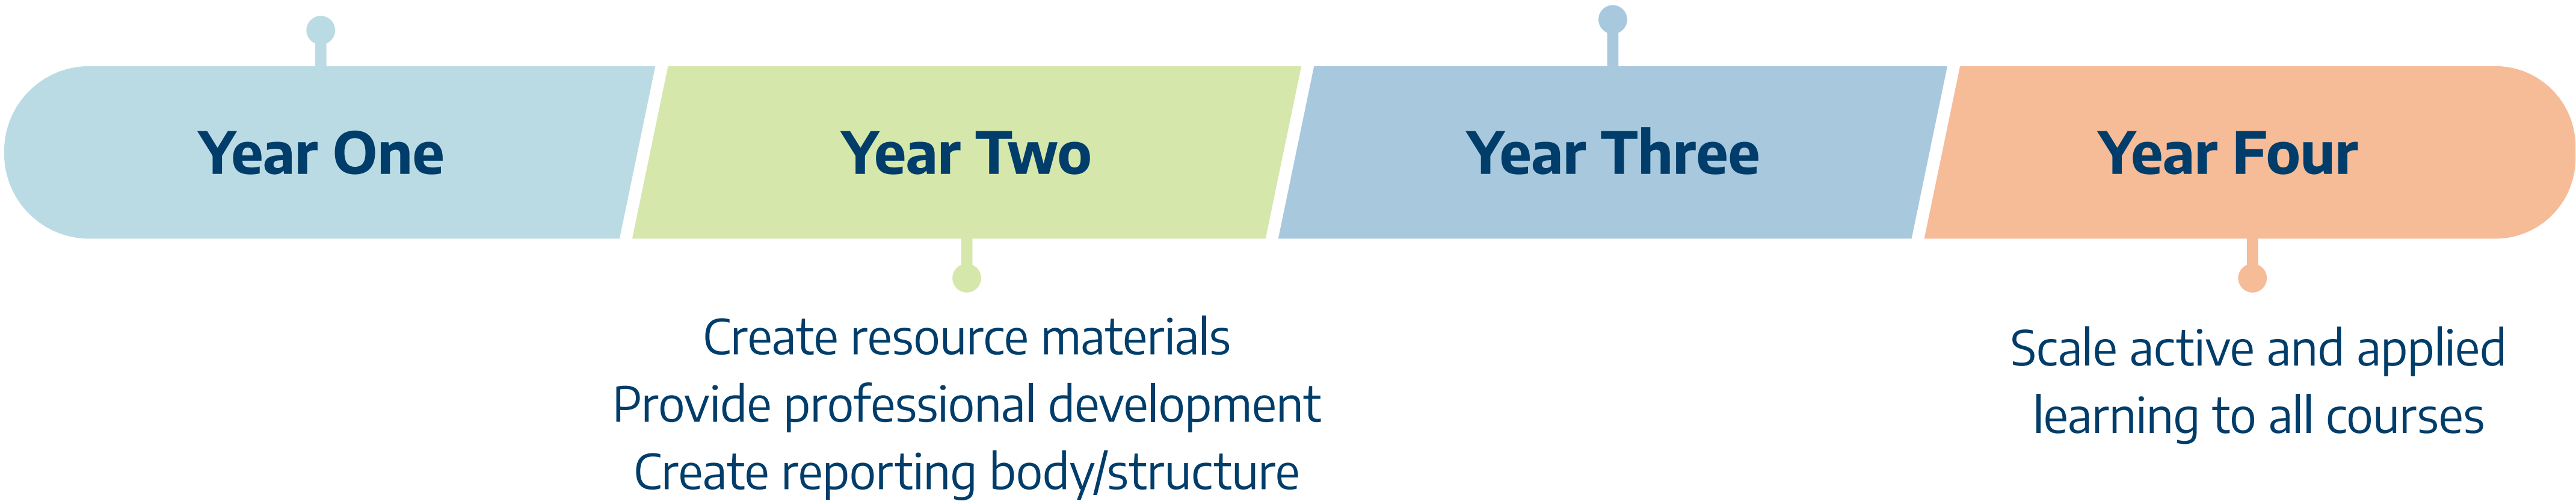 Year One
Year Two
Year Three
Year Four
Create resource materials
Provide professional development
Create reporting body/structure
Scale active and applied
learning to all courses